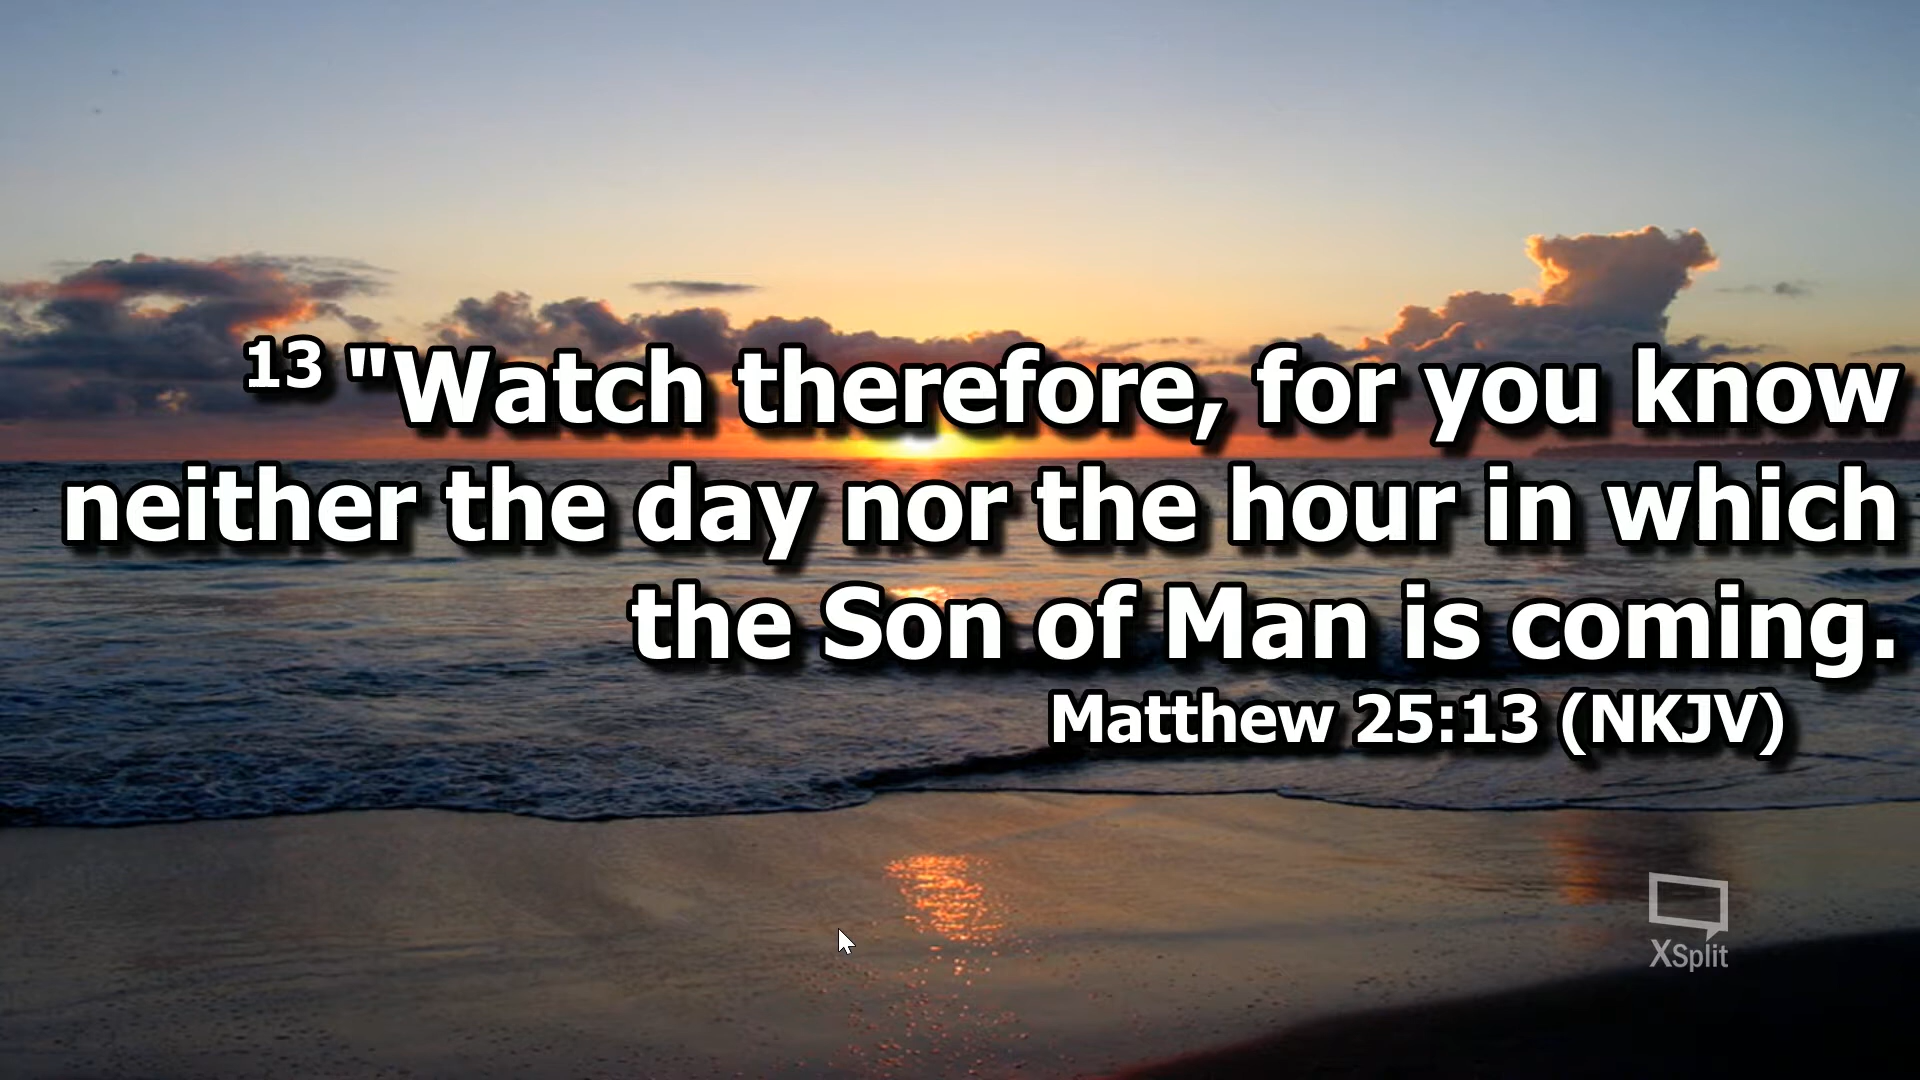 13 "Watch therefore, for you know
neither the day nor the hour in which
the Son of Man is coming.
Matthew 25:13 (NKJV)
XSplit